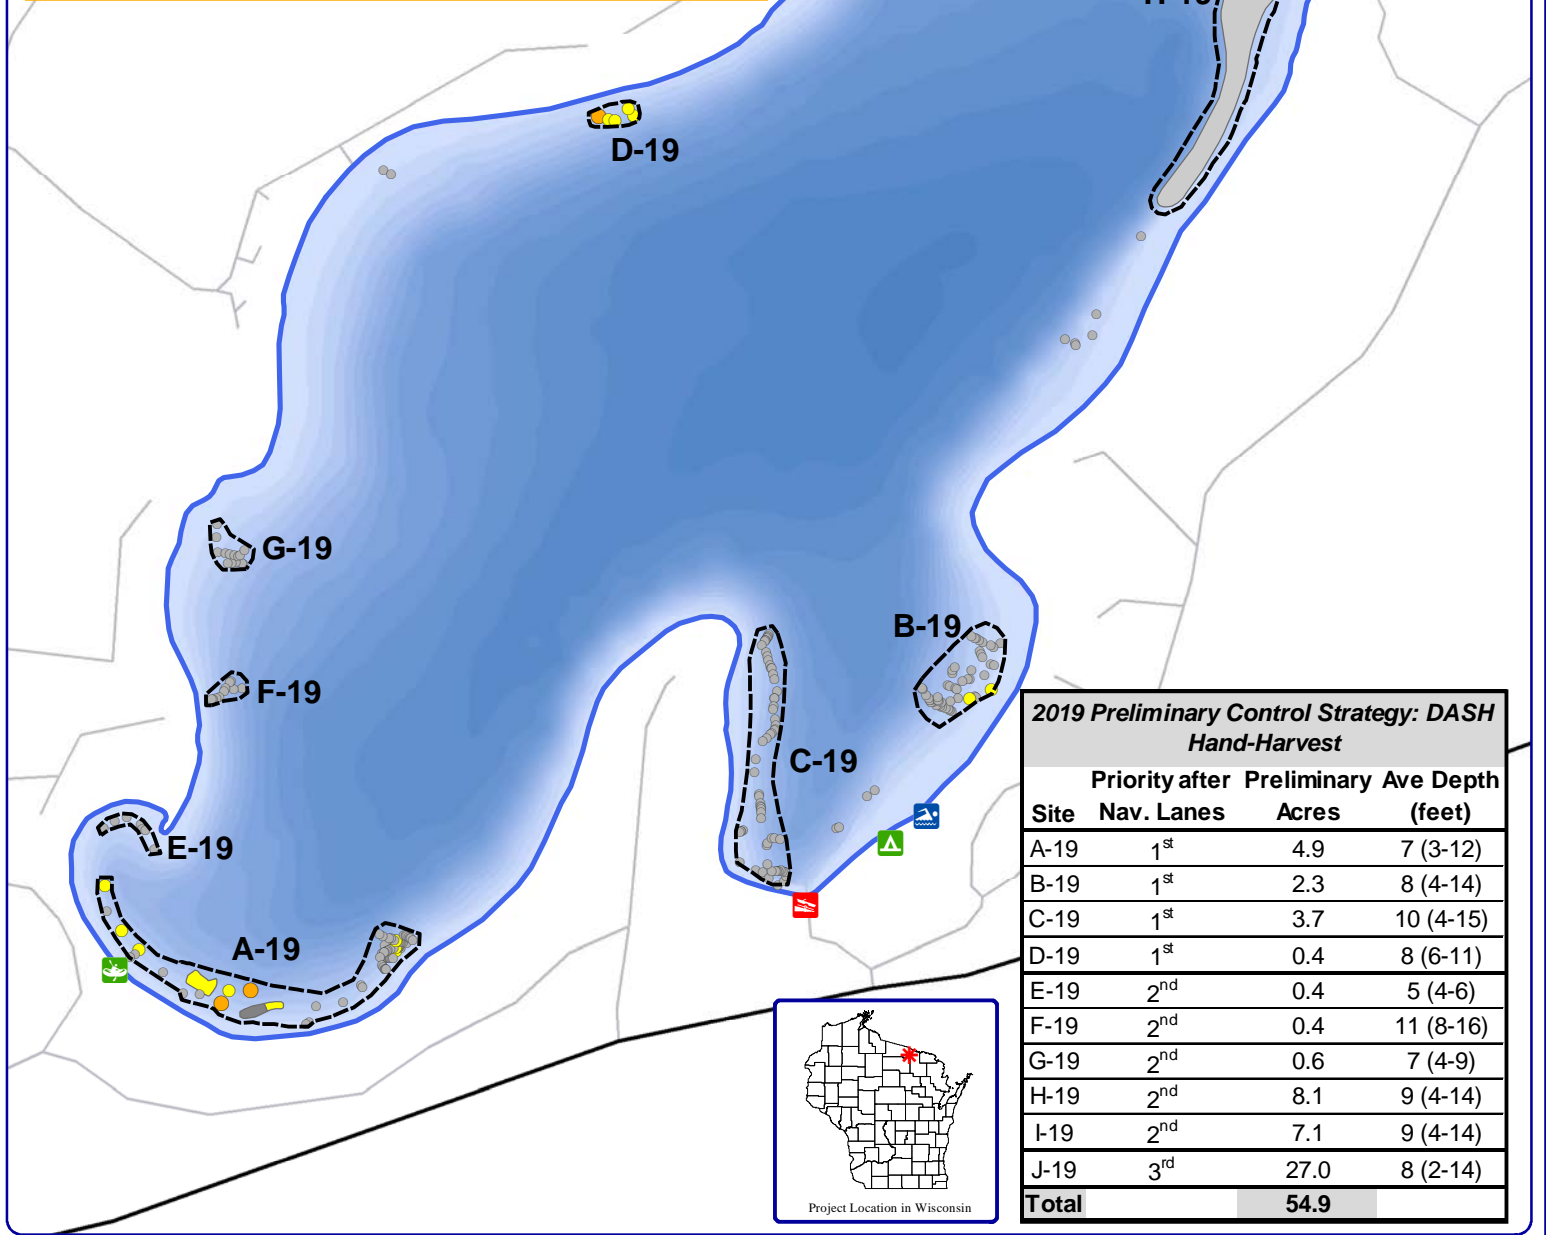 D-19
G-19
B-19
F-19
C-19
E-19
A-19
2019 Preliminary Control Strategy: DASH
Hand-Harvest
Site Priority after Nav. Lanes Preliminary Acres Ave Depth (feet)
A-19 1st 4.9 7 (3-12)
B-19 1st 2.3 8 (4-14)
C-19 1st 3.7 10 (4-15)
D-19 1st 0.4 8 (6-11)
E-19 2nd 0.4 5 (4-6)
F-19 2nd 0.4 11 (8-16)
G-19 2nd 0.6 7 (4-9)
H-19 2nd 8.1 9 (4-14)
I-19 2nd 7.1 9 (4-14)
J-19 3rd 27.0 8 (2-14)
Total 54.9
Project Location in Wisconsin